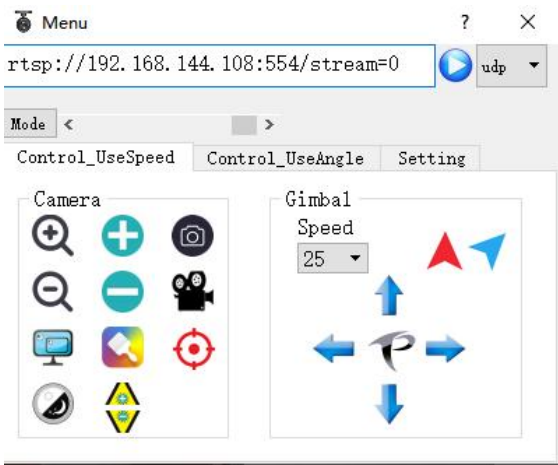 Menu
?
rtsp://192.168.144.108:554/stream=0
udp
Mode
Control_UseSpeed Control_UseAngle Setting
Camera
Gimbal
Speed
25